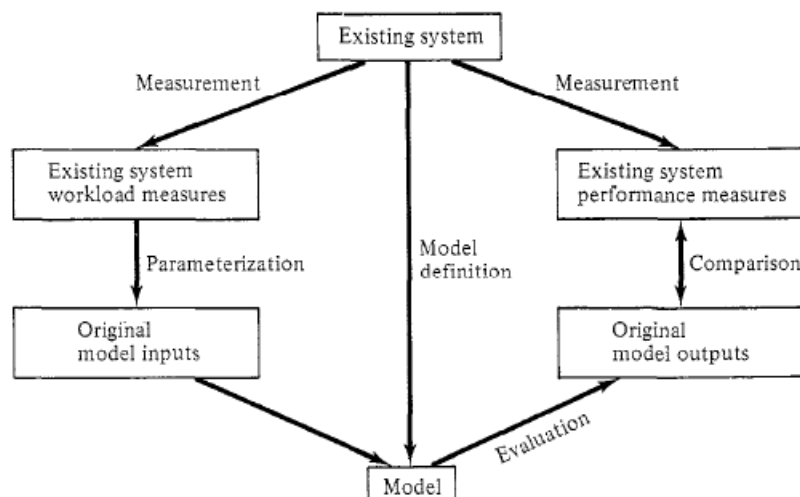 Existing system
Measurement
Measurement
Existing system
workload measures
Existing system
performance measures
Parameterization
Model
definition
Comparison
Original
model inputs
Original
model outputs
Evaluation
Model